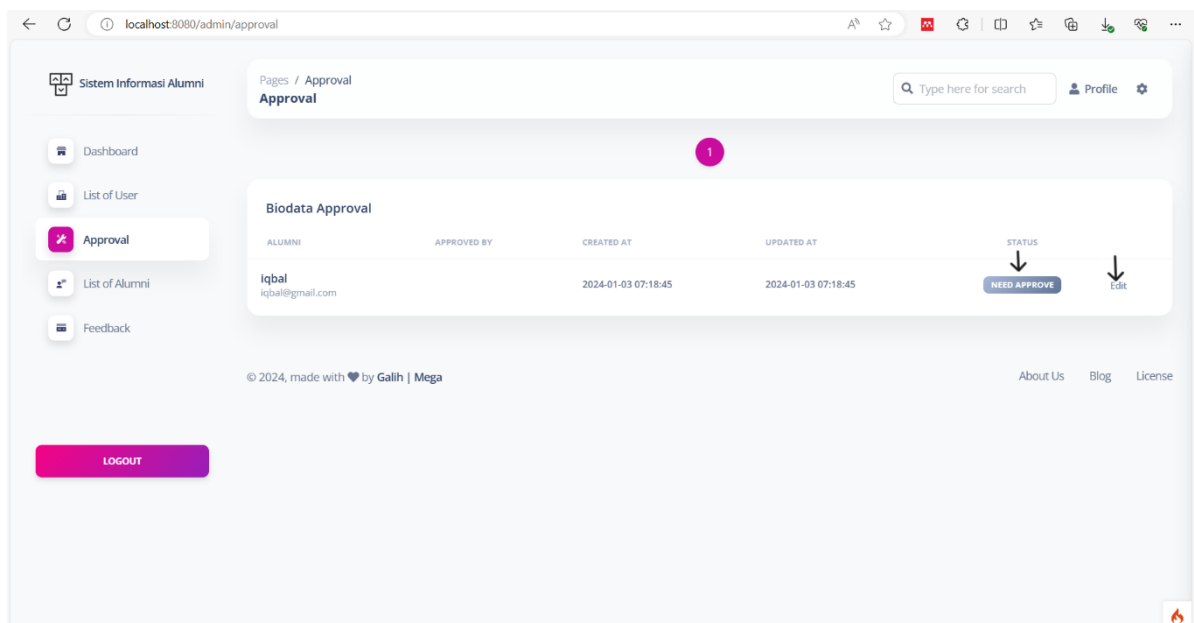 localhost:8080/admin/approval
Sistem Informasi Alumni
Pages / Approval
Approval
Type here for search
Profile
Dashboard
List of User
Approval
List of Alumni
Feedback
LOGOUT
1
Biodata Approval
ALUMNI APPROVED BY CREATED AT UPDATED AT STATUS
iqbal 2024-01-03 07:18:45 2024-01-03 07:18:45 NEED APPROVE Edit
iqbal@gmail.com
© 2024, made with by Galih | Mega
About Us Blog License